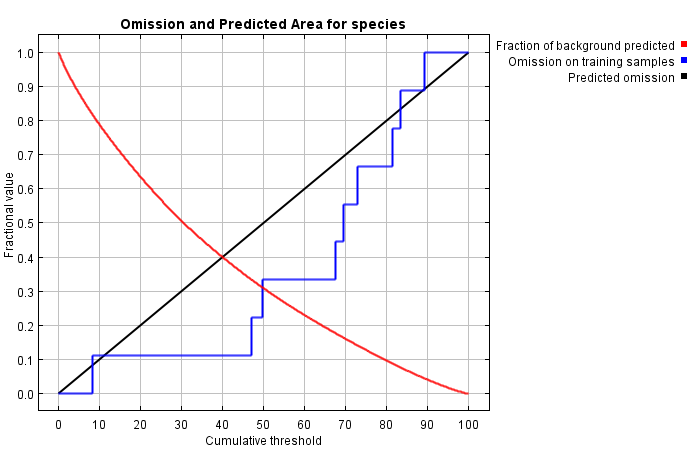 Omission and Predicted Area for species
Fraction of background predicted
Omission on training samples
Predicted omission
Fractional value
1.0
0.9
0.8
0.7
0.6
0.5
0.4
0.3
0.2
0.1
0.0
0 10 20 30 40 50 60 70 80 90 100
Cumulative threshold